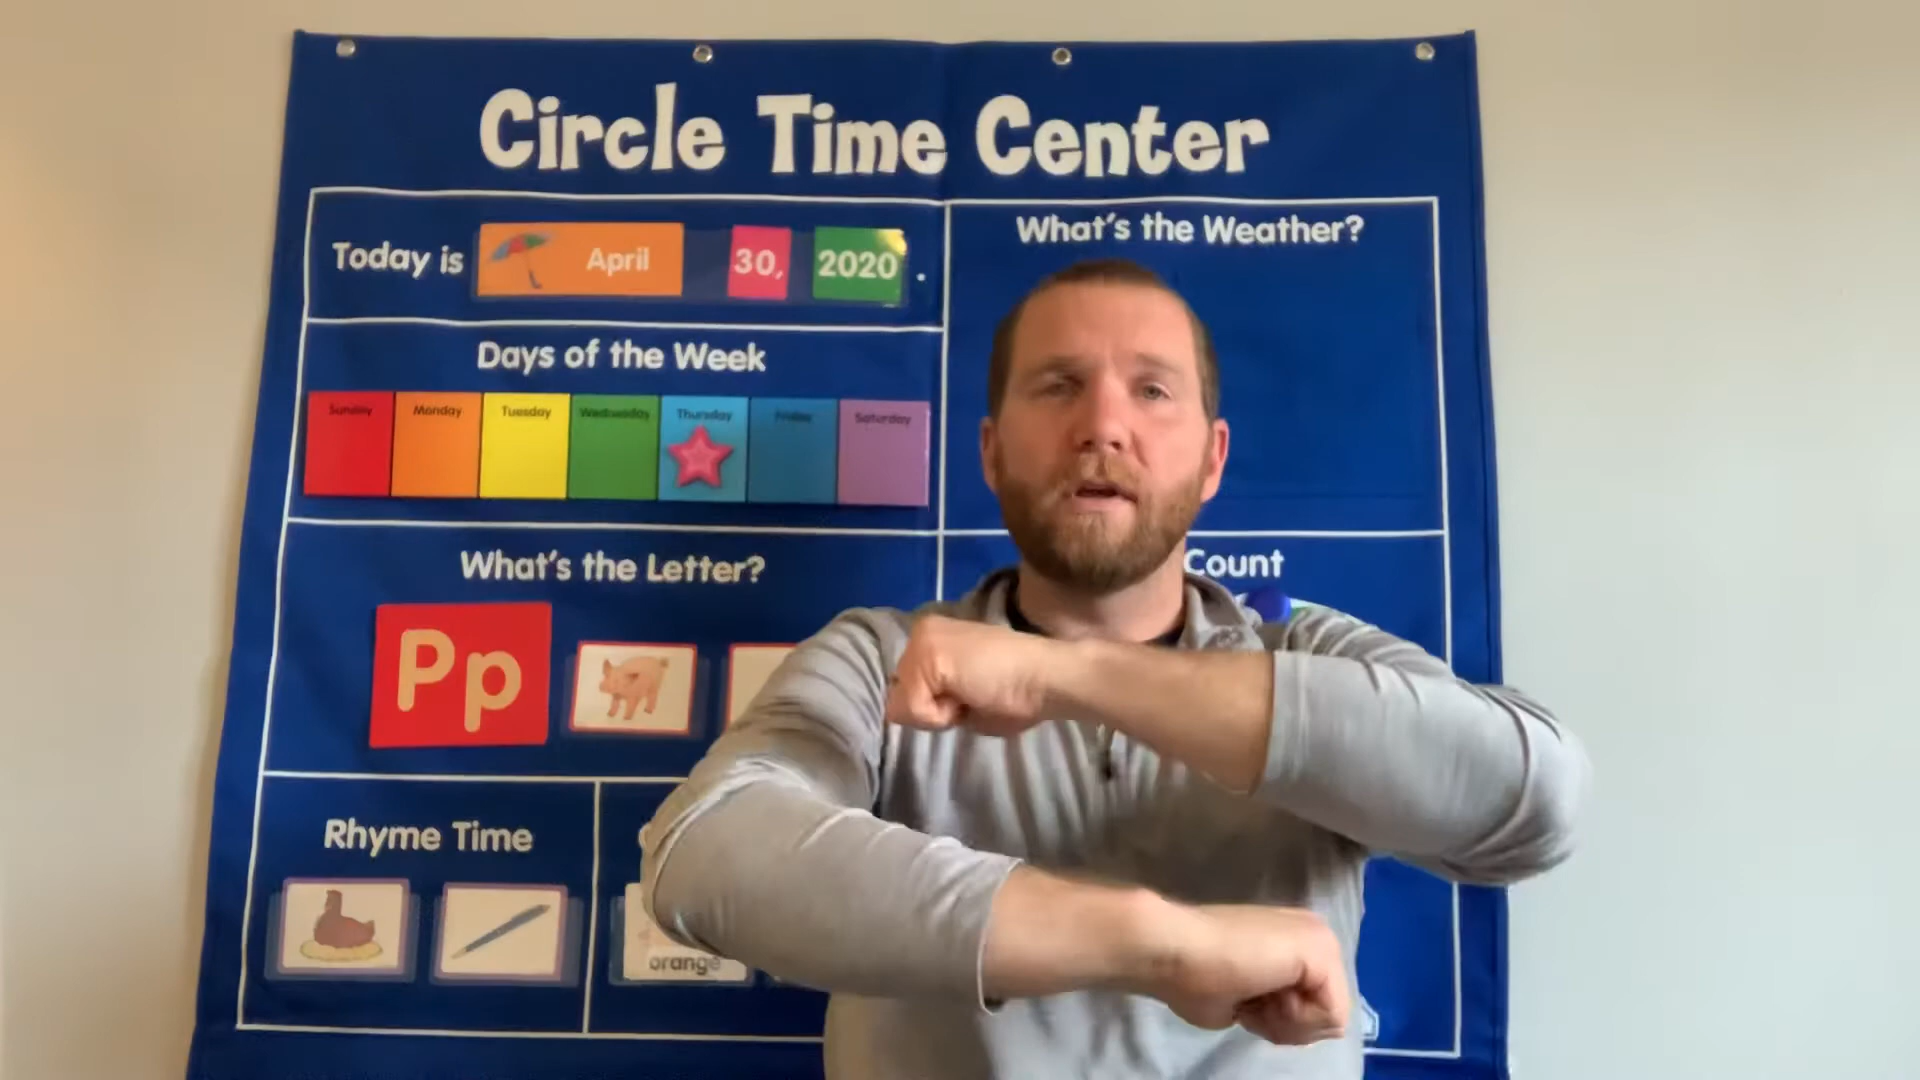 Circle Time Center
Today is April 30, 2020.
What's the Weather?
Days of the Week
Sunday Monday Tuesday Wednesday Thursday Friday Saturday
What's the Letter?
Count
Pp
Rhyme Time
orange